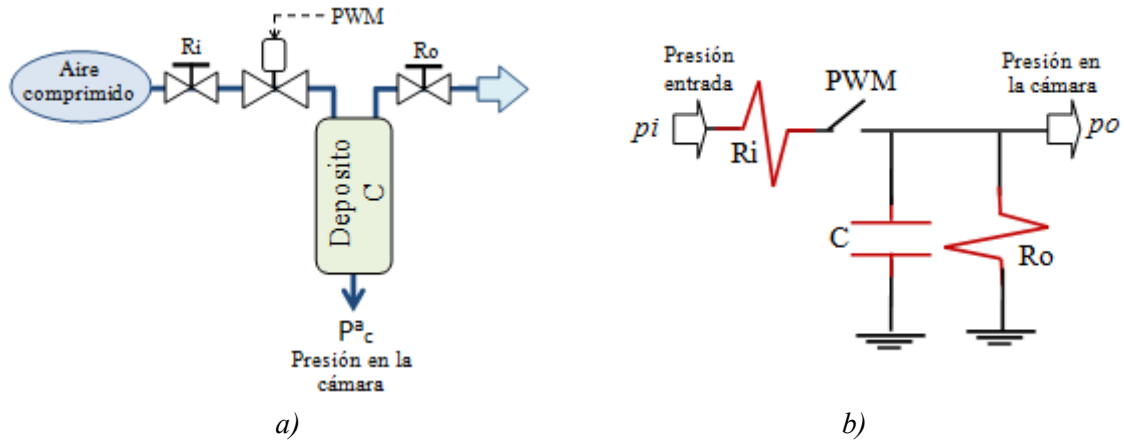 PWM
Ri
Ro
Aire
comprimido
Deposito
C
Pªc
Presión en la
cámara
a)
Presión
entrada
PWM
Presión en
la cámara
pi
po
Ri
C
Ro
b)